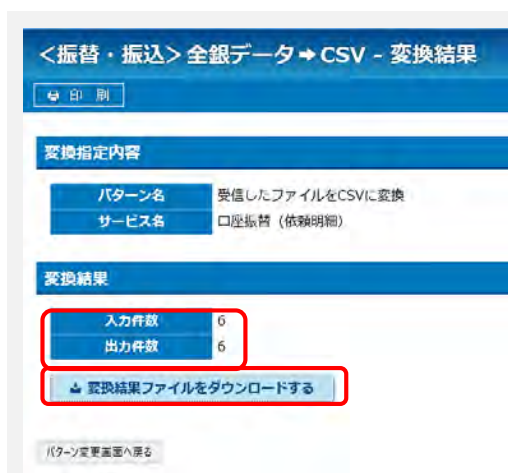 <振替・振込>全銀データ➔CSV - 変換結果
印 刷
変換指定内容
パターン名 受信したファイルをCSVに変換
サービス名 口座振替（依頼明細）
変換結果
入力件数 6
出力件数 6
変換結果ファイルをダウンロードする
パターン変更画面へ戻る